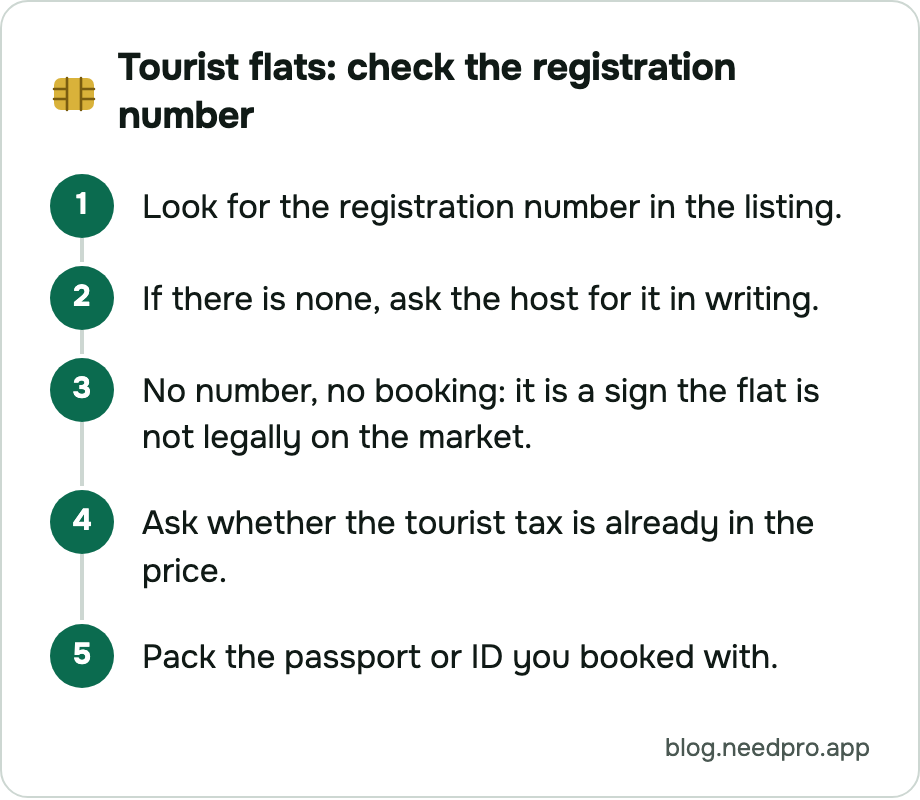 Tourist flats: check the registration
number
1
Look for the registration number in the listing.
2
If there is none, ask the host for it in writing.
3
No number, no booking: it is a sign the flat is
not legally on the market.
4
Ask whether the tourist tax is already in the
price.
5
Pack the passport or ID you booked with.
blog.needpro.app